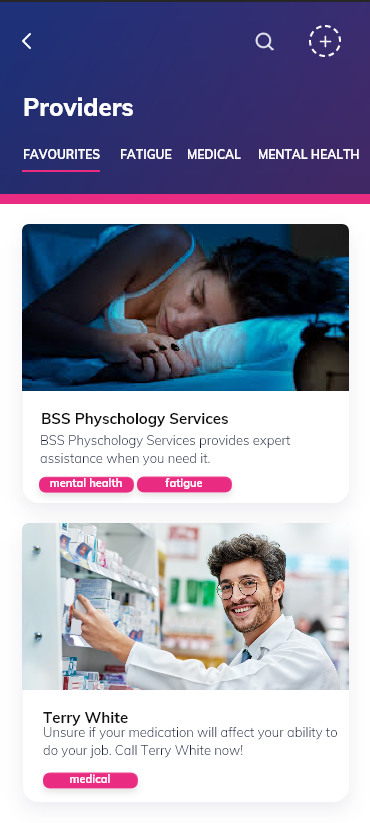 Providers
FAVOURITES FATIGUE MEDICAL MENTAL HEALTH
BSS Physchology Services
BSS Physchology Services provides expert
assistance when you need it.
mental health fatigue
Terry White
Unsure if your medication will affect your ability to
do your job. Call Terry White now!
medical